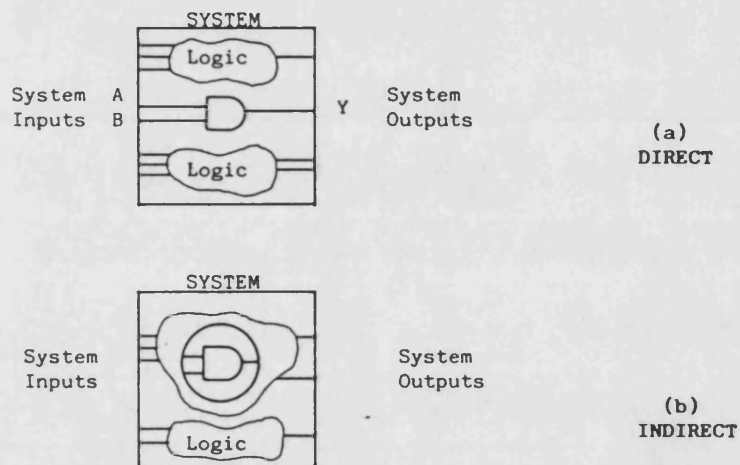 SYSTEM
Logic
System A
Inputs B
Y
System
Outputs
(a)
DIRECT
Logic
SYSTEM
System
Inputs
System
Outputs
(b)
INDIRECT
Logic